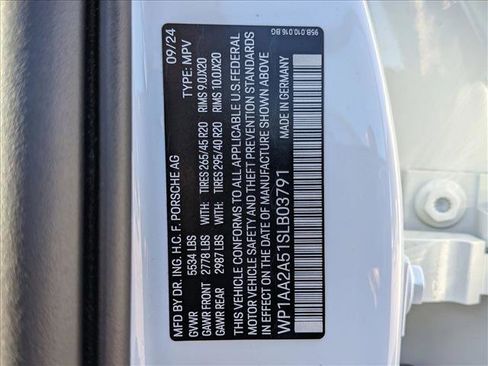 95B.010.016.BG
MFD BY DR. ING. H.C. F. PORSCHE AG 09/24
GVWR 5534 LBS TYPE: MPV
GAWR FRONT 2778 LBS WITH: TIRES 265/45 R20 RIMS 9.0JX20
GAWR REAR 2987 LBS WITH: TIRES 295/40 R20 RIMS 10.0JX20
THIS VEHICLE CONFORMS TO ALL APPLICABLE U.S.FEDERAL
MOTOR VEHICLE SAFETY AND THEFT PREVENTION STANDARDS
IN EFFECT ON THE DATE OF MANUFACTURE SHOWN ABOVE
WP1AA2A51SLB03791 MADE IN GERMANY